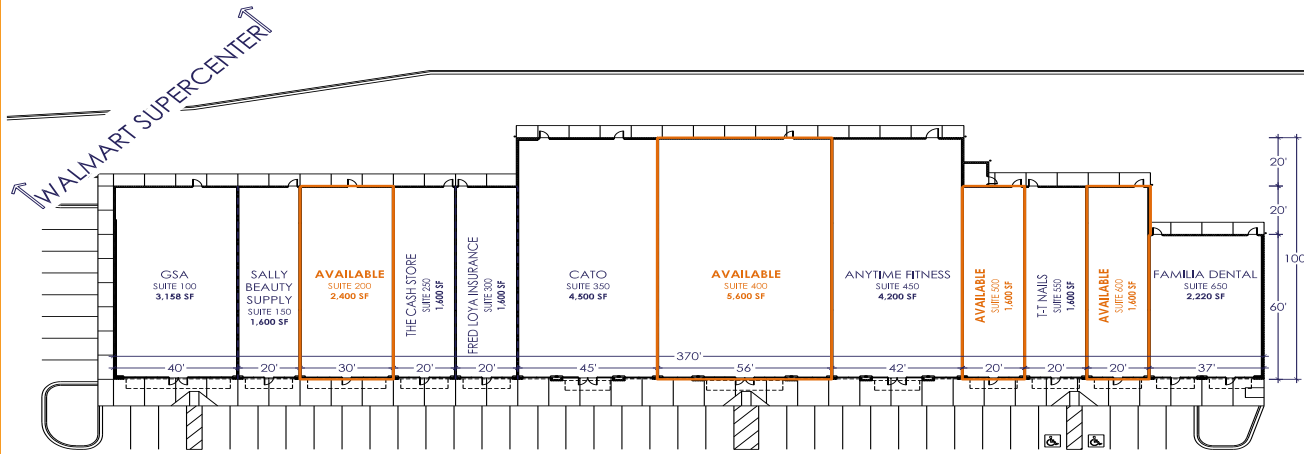 WALMART SUPERCENTER
GSA
SUITE 100
3,158 SF
SALLY
BEAUTY
SUPPLY
SUITE 150
1,600 SF
AVAILABLE
SUITE 200
2,400 SF
THE CASH STORE
SUITE 250
1,600 SF
FRED LOYA INSURANCE
SUITE 300
1,600 SF
CATO
SUITE 350
4,500 SF
AVAILABLE
SUITE 400
5,600 SF
ANYTIME FITNESS
SUITE 450
4,200 SF
AVAILABLE
SUITE 500
1,600 SF
T-T NAILS
SUITE 550
1,600 SF
AVAILABLE
SUITE 600
1,600 SF
FAMILIA DENTAL
SUITE 650
2,220 SF
20'
20'
100'
60'
370'
40'
20'
30'
20'
20'
45'
56'
42'
20'
20'
20'
37'